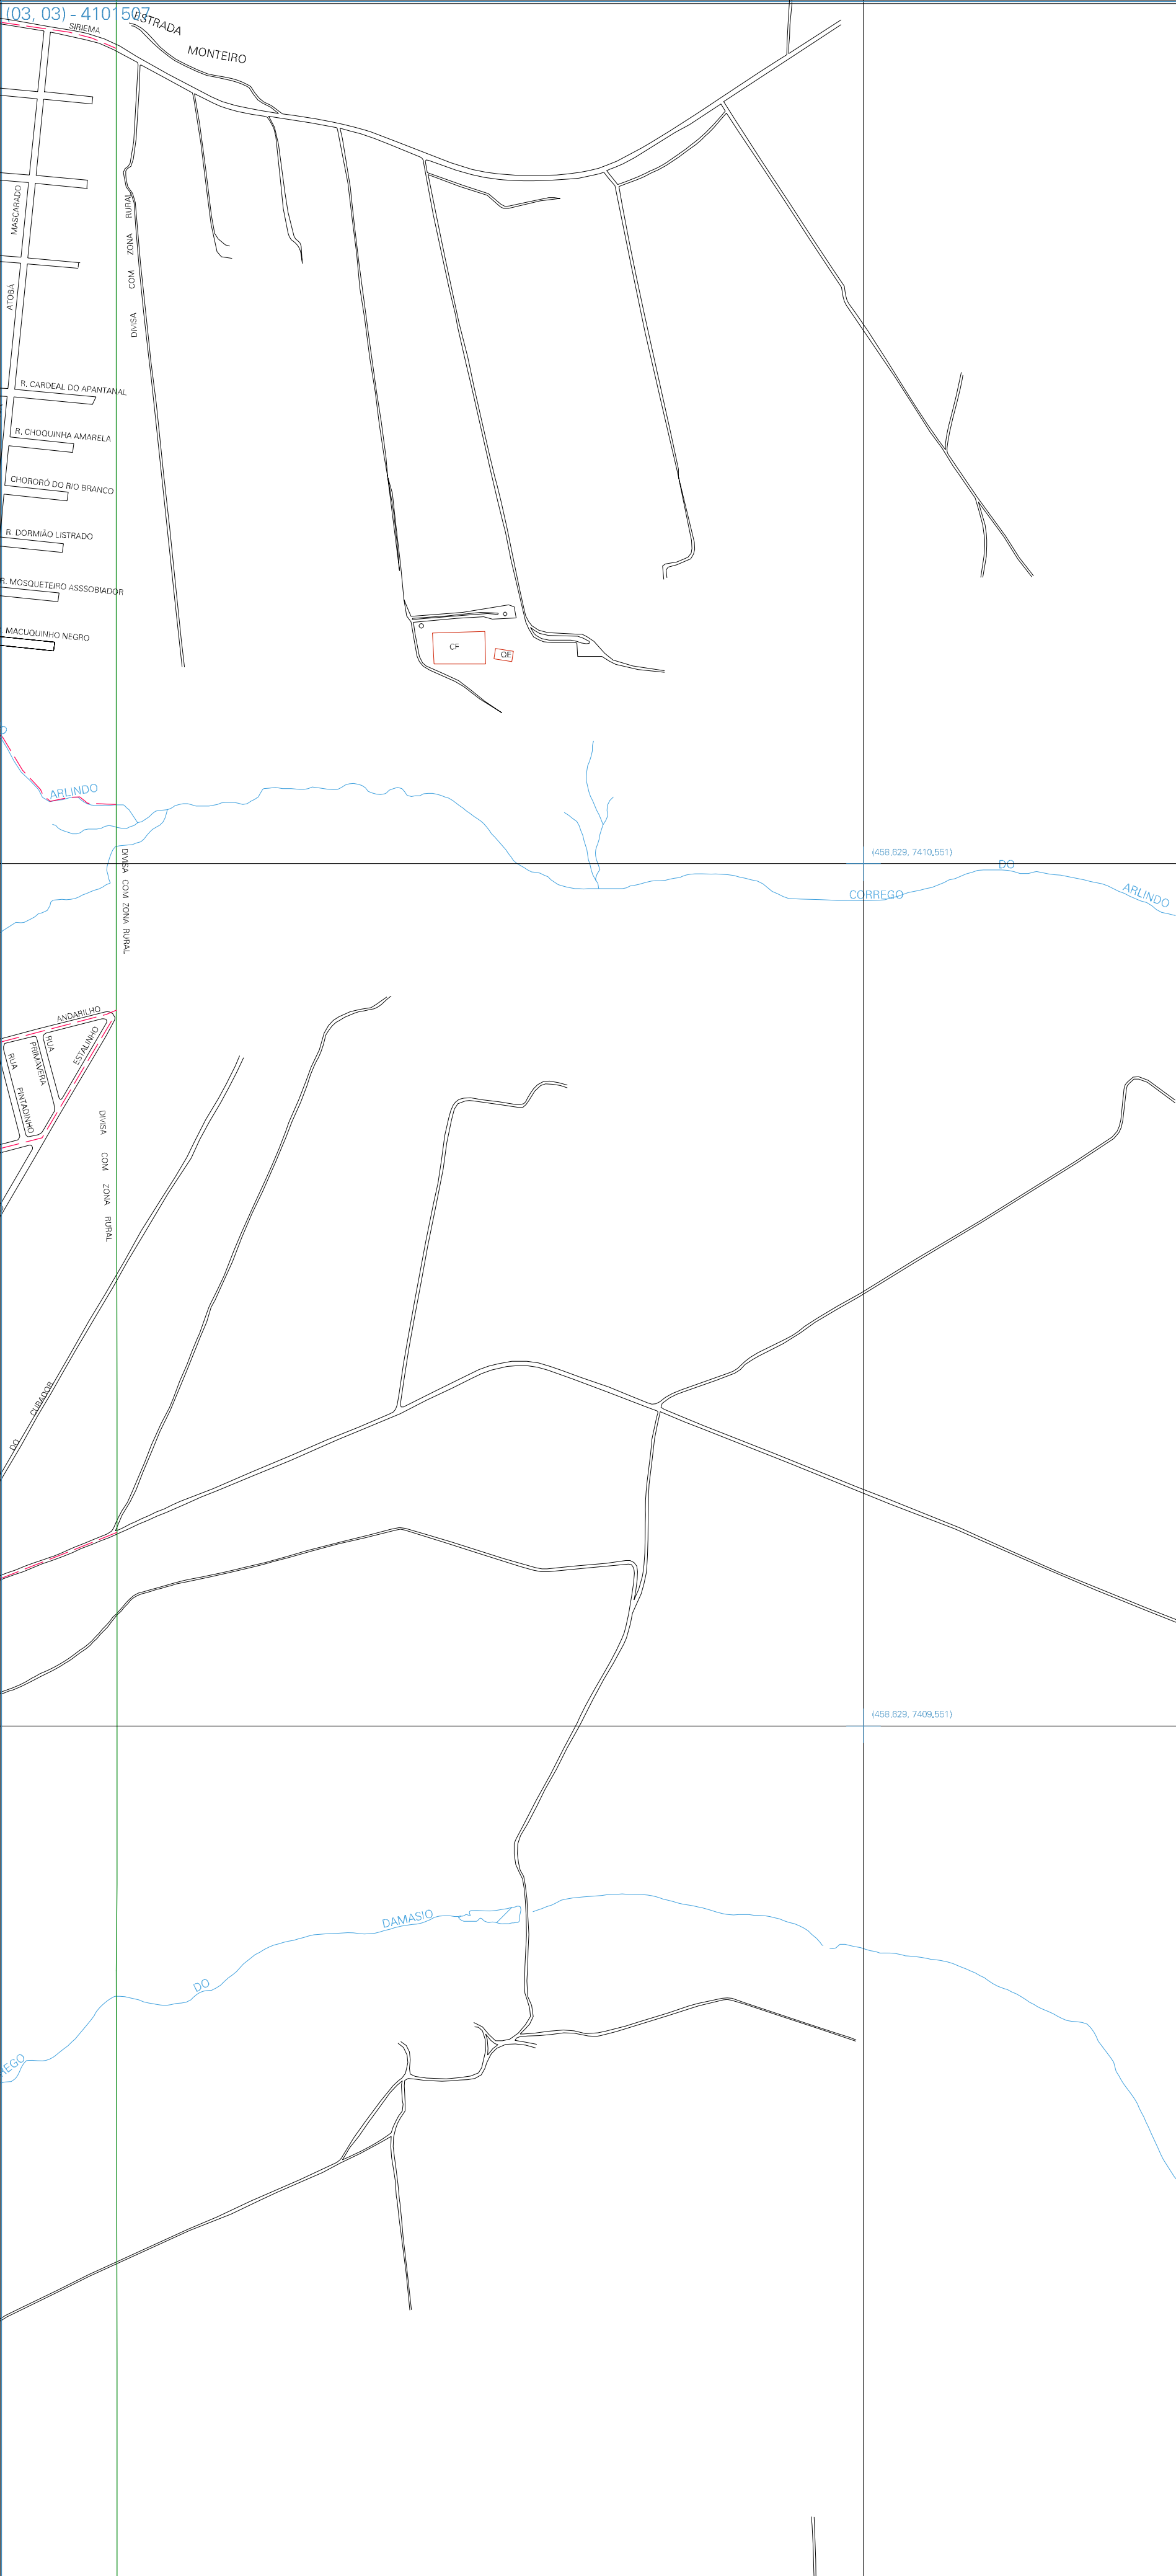 (03, 03) - 4101507
ESTRADA
SIRIEMA
MONTEIRO
MASCARADO
ATOBÁ
DIVISA COM ZONA RURAL
R. CARDEAL DO APANTANAL
R. CHOQUINHA AMARELA
CHORORÓ DO RIO BRANCO
R. DORMIÃO LISTRADO
R. MOSQUETEIRO ASSSOBIADOR
MACUQUINHO NEGRO
CF
QE
ARLINDO
DIVISA COM ZONA RURAL
(458,629, 7410,551)
DO
CORREGO
ARLINDO
ANDARILHO
RUA
PRIMAVERA
RUA
ESTALINHO
PINTADINHO
DIVISA COM ZONA RURAL
DO
CURADOR
(458,629, 7409,551)
DAMASIO
DO
REGO